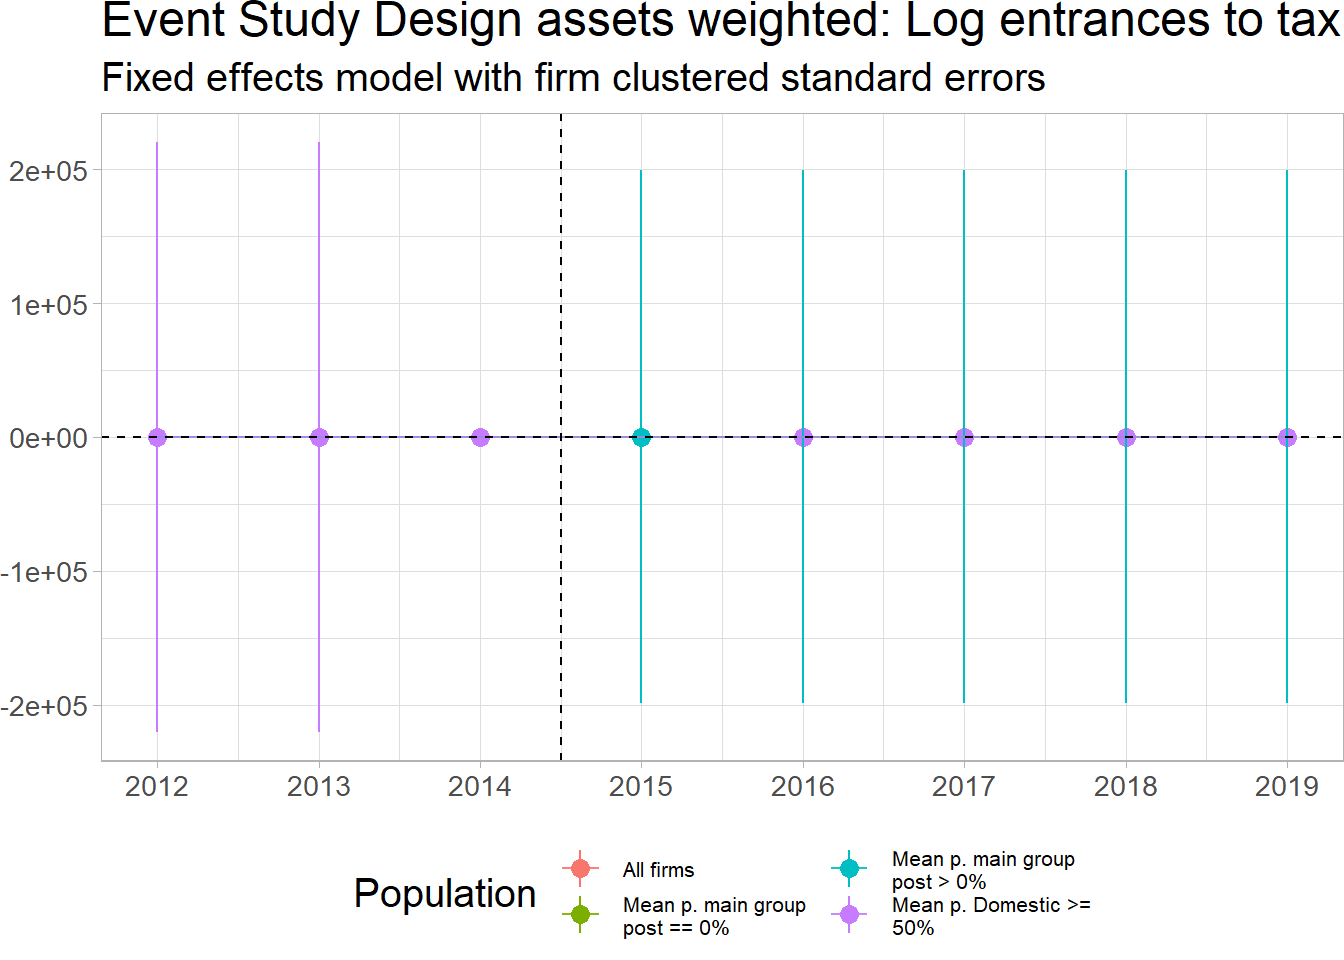 Event Study Design assets weighted: Log entrances to tax
Fixed effects model with firm clustered standard errors
2e+05
1e+05
0e+00
-1e+05
-2e+05
2012 2013 2014 2015 2016 2017 2018 2019
Population
All firms
Mean p. main group
post == 0%
Mean p. main group
post > 0%
Mean p. Domestic >=
50%